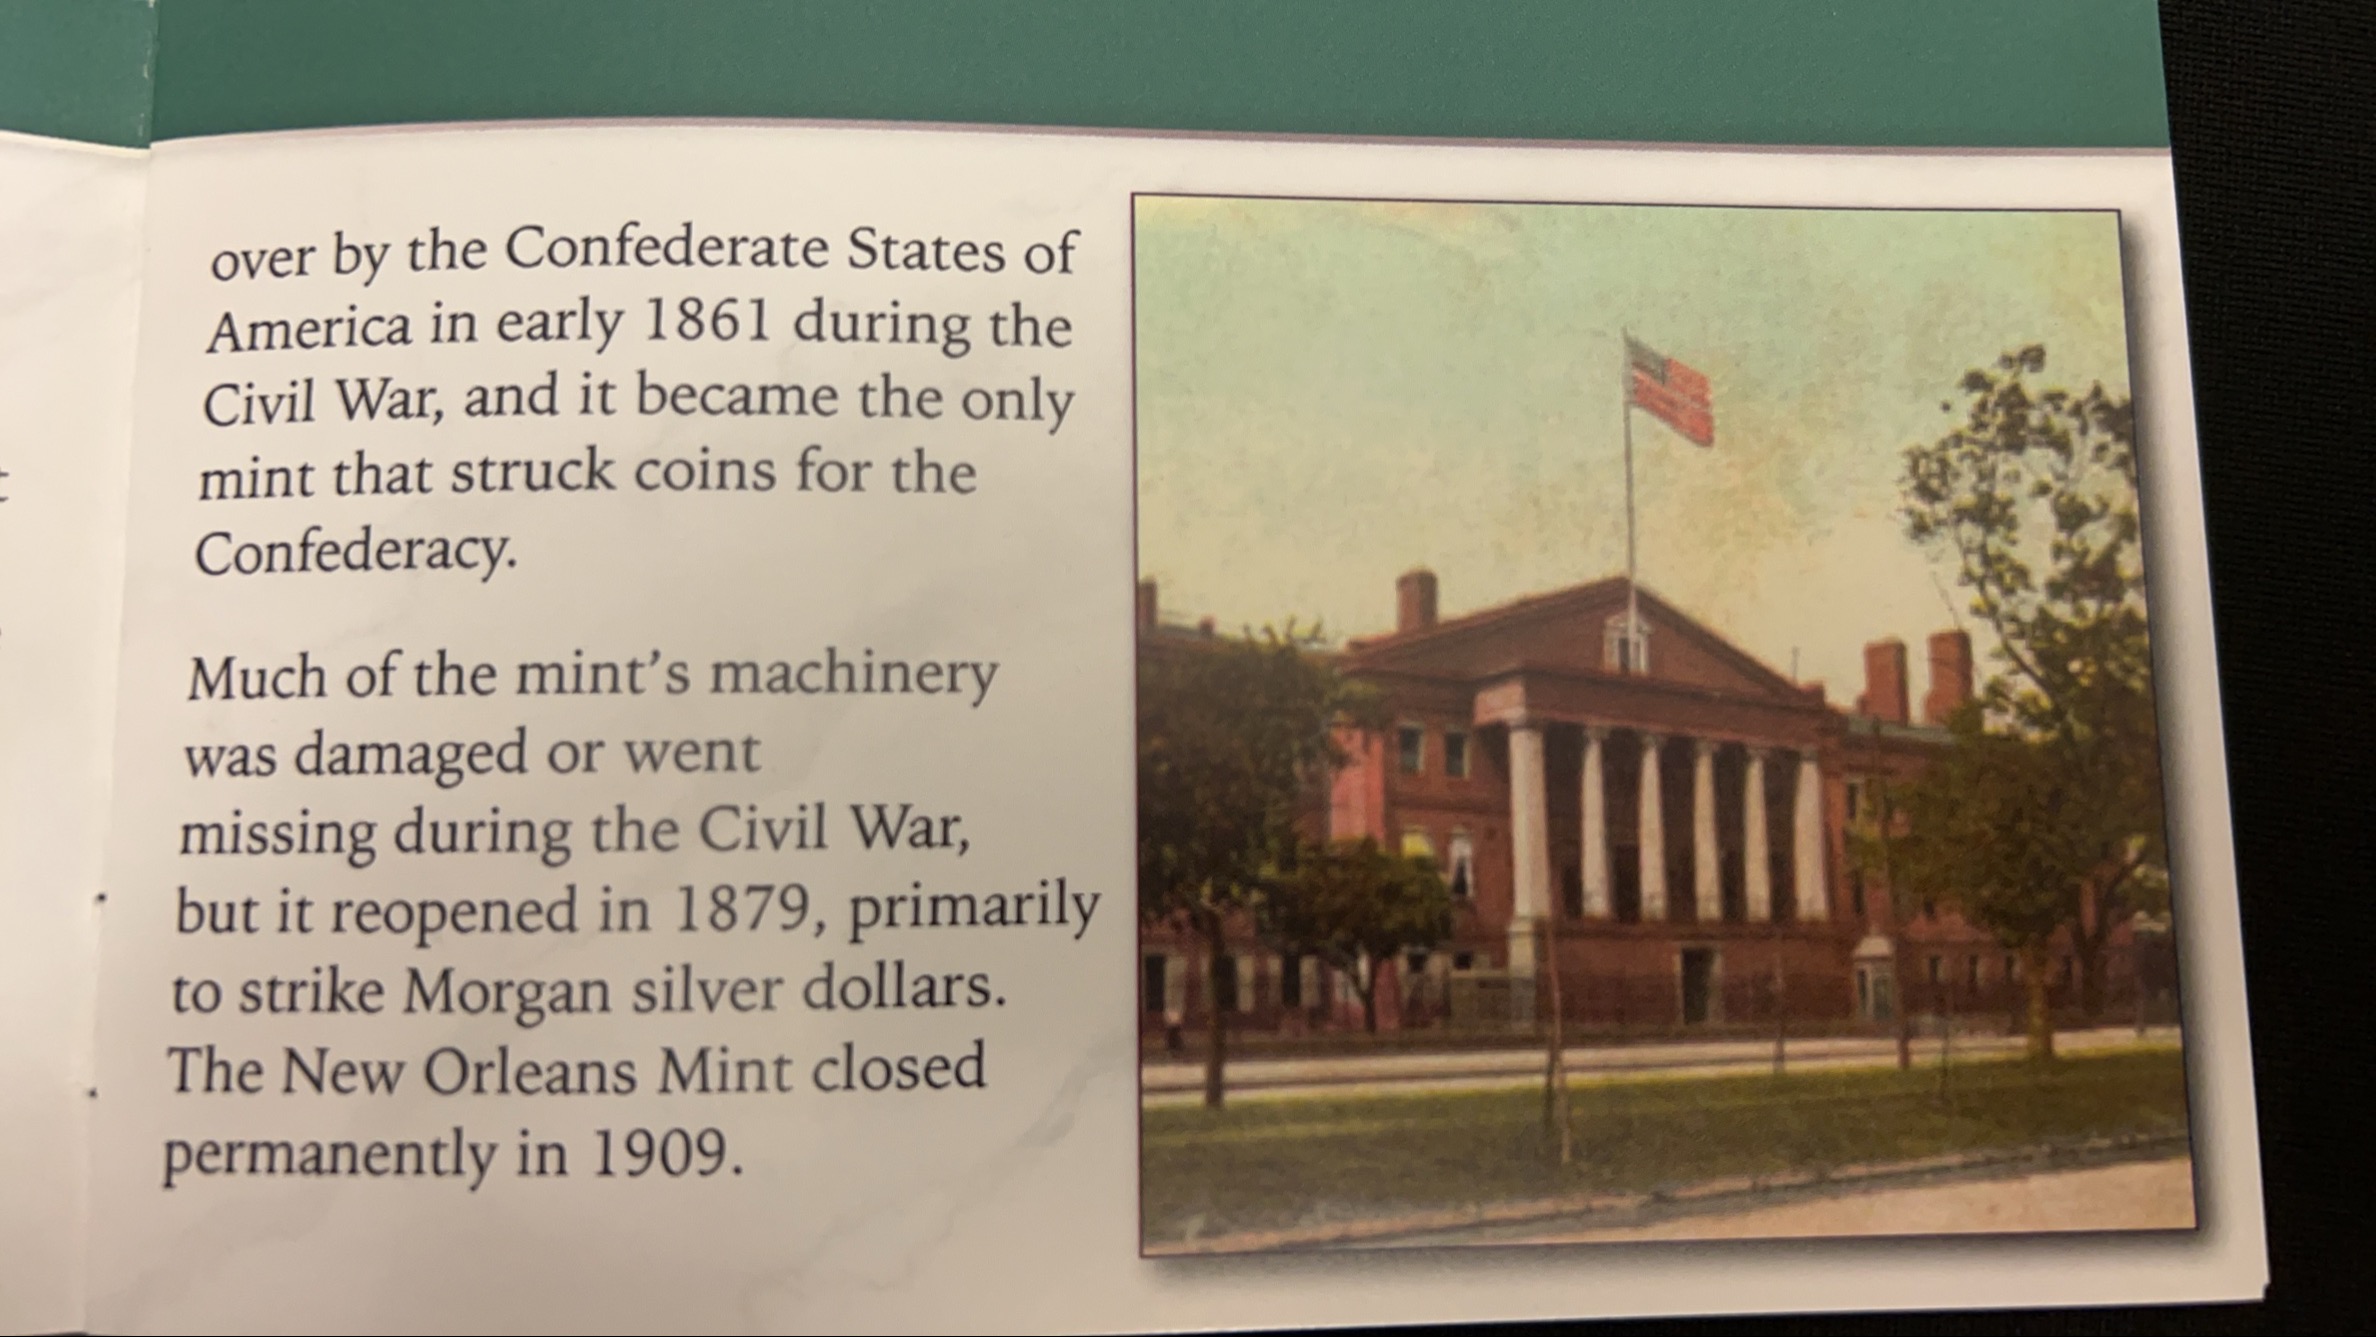 over by the Confederate States of
America in early 1861 during the
Civil War, and it became the only
mint that struck coins for the
Confederacy.
Much of the mint’s machinery
was damaged or went
missing during the Civil War,
but it reopened in 1879, primarily
to strike Morgan silver dollars.
The New Orleans Mint closed
permanently in 1909.